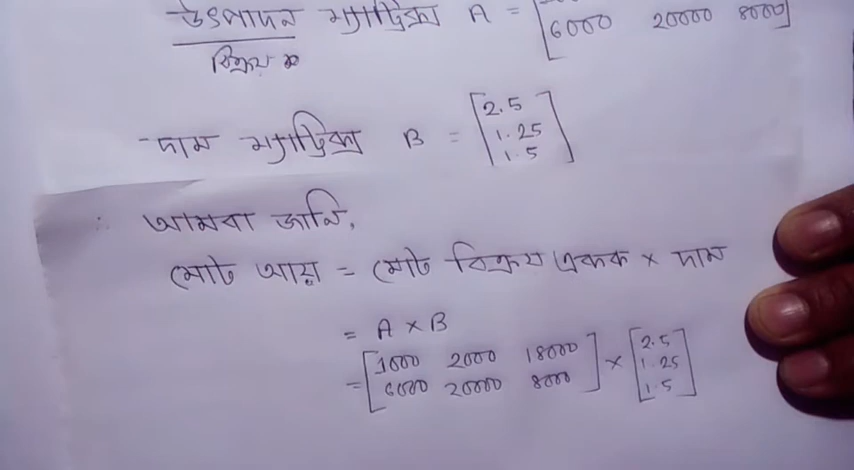 উৎপাদন ম্যাট্রিক্স A = [
6000 20000 8000]
বিক্রয়
দাম ম্যাট্রিক্স B = [2.5
1.25
1.5]
∴ আমরা জানি,
মোট আয় = মোট বিক্রয় একক × দাম
= A × B
= [1000 2000 18000
6000 20000 8000] × [2.5
1.25
1.5]